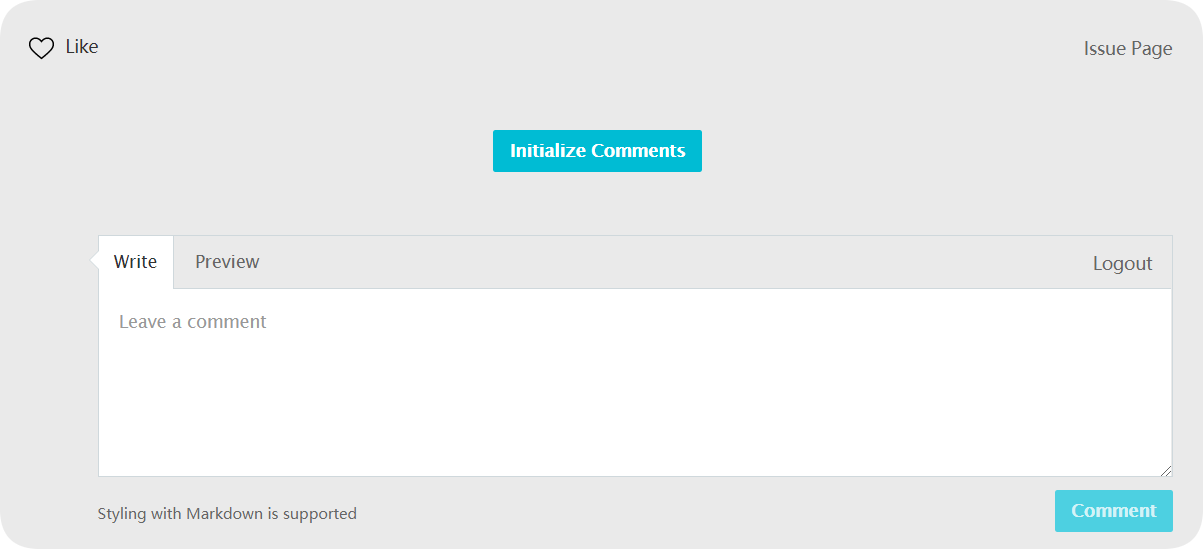 Like
Issue Page
Initialize Comments
Write Preview Logout
Leave a comment
Styling with Markdown is supported
Comment